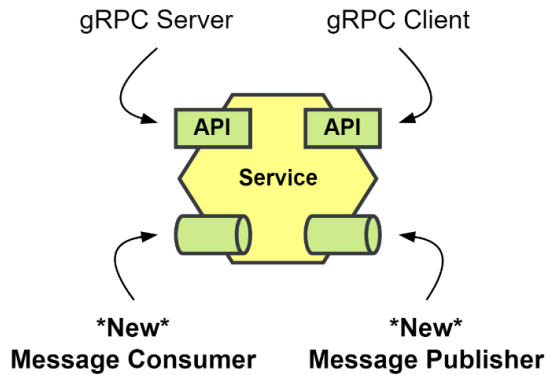 gRPC Server
gRPC Client
API
API
Service
*New*
Message Consumer
*New*
Message Publisher